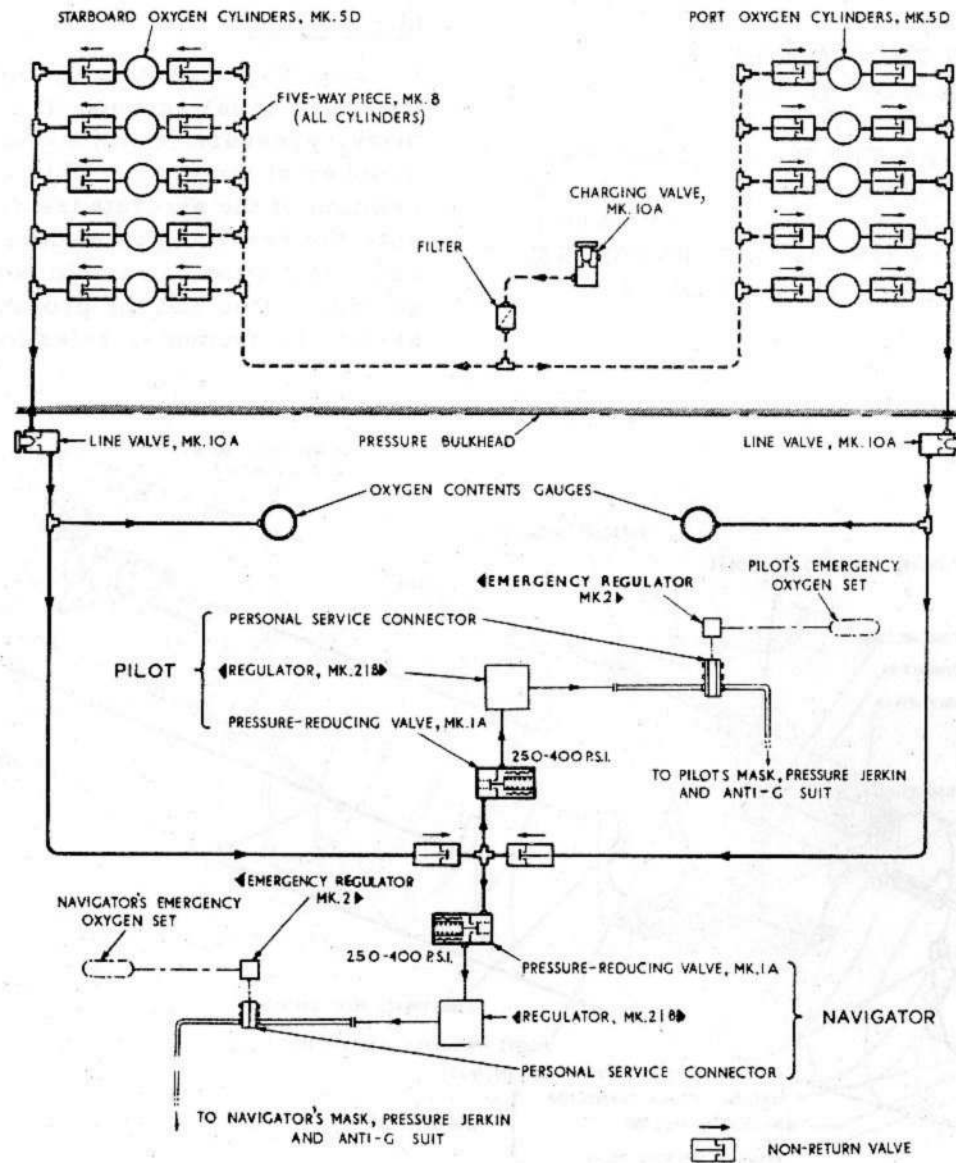 STARBOARD OXYGEN CYLINDERS, MK.5D
PORT OXYGEN CYLINDERS, MK.5D
FIVE-WAY PIECE, MK.8
(ALL CYLINDERS)
CHARGING VALVE,
MK.10A
FILTER
LINE VALVE, MK.10A
PRESSURE BULKHEAD
LINE VALVE, MK.10A
OXYGEN CONTENTS GAUGES
EMERGENCY REGULATOR
MK2
PILOT'S EMERGENCY
OXYGEN SET
PERSONAL SERVICE CONNECTOR
PILOT
REGULATOR, MK.21B
PRESSURE-REDUCING VALVE, MK.1A
250-400 P.S.I.
TO PILOT'S MASK, PRESSURE JERKIN
AND ANTI-G SUIT
EMERGENCY REGULATOR
MK.2
NAVIGATOR'S EMERGENCY
OXYGEN SET
250-400 P.S.I.
PRESSURE-REDUCING VALVE, MK.1A
REGULATOR, MK.21B
NAVIGATOR
PERSONAL SERVICE CONNECTOR
TO NAVIGATOR'S MASK, PRESSURE JERKIN
AND ANTI-G SUIT
NON-RETURN VALVE